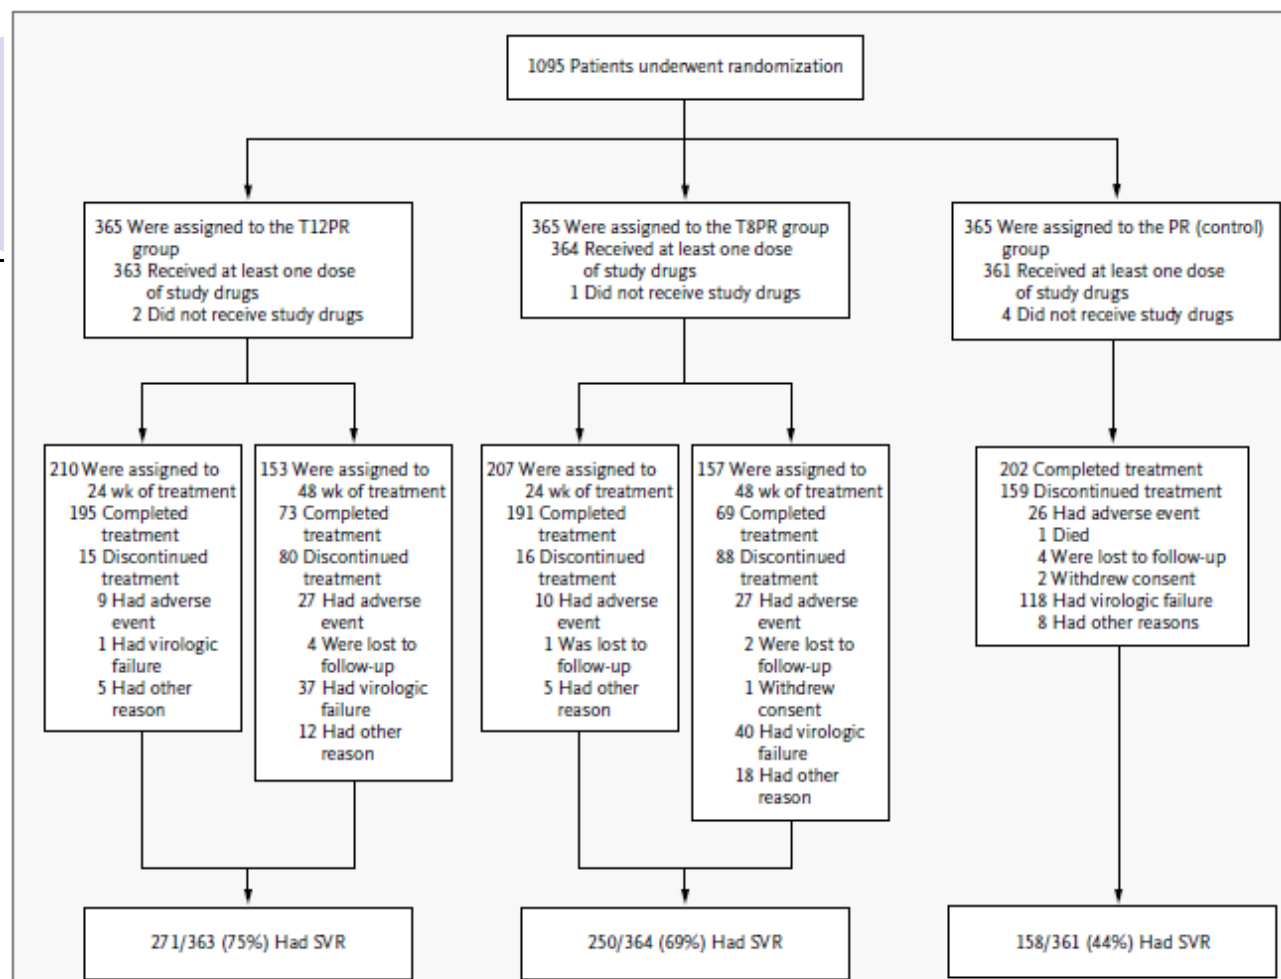 1095 Patients underwent randomization
365 Were assigned to the T12PR
group
363 Received at least one dose
of study drugs
2 Did not receive study drugs
365 Were assigned to the T8PR group
364 Received at least one dose
of study drugs
1 Did not receive study drugs
365 Were assigned to the PR (control)
group
361 Received at least one dose
of study drugs
4 Did not receive study drugs
210 Were assigned to
24 wk of treatment
195 Completed
treatment
15 Discontinued
treatment
9 Had adverse
event
1 Had virologic
failure
5 Had other
reason
153 Were assigned to
48 wk of treatment
73 Completed
treatment
80 Discontinued
treatment
27 Had adverse
event
4 Were lost to
follow-up
37 Had virologic
failure
12 Had other
reason
207 Were assigned to
24 wk of treatment
191 Completed
treatment
16 Discontinued
treatment
10 Had adverse
event
1 Was lost to
follow-up
5 Had other
reason
157 Were assigned to
48 wk of treatment
69 Completed
treatment
88 Discontinued
treatment
27 Had adverse
event
2 Were lost to
follow-up
1 Withdrew
consent
40 Had virologic
failure
18 Had other
reason
202 Completed treatment
159 Discontinued treatment
26 Had adverse event
1 Died
4 Were lost to follow-up
2 Withdrew consent
118 Had virologic failure
8 Had other reasons
271/363 (75%) Had SVR
250/364 (69%) Had SVR
158/361 (44%) Had SVR